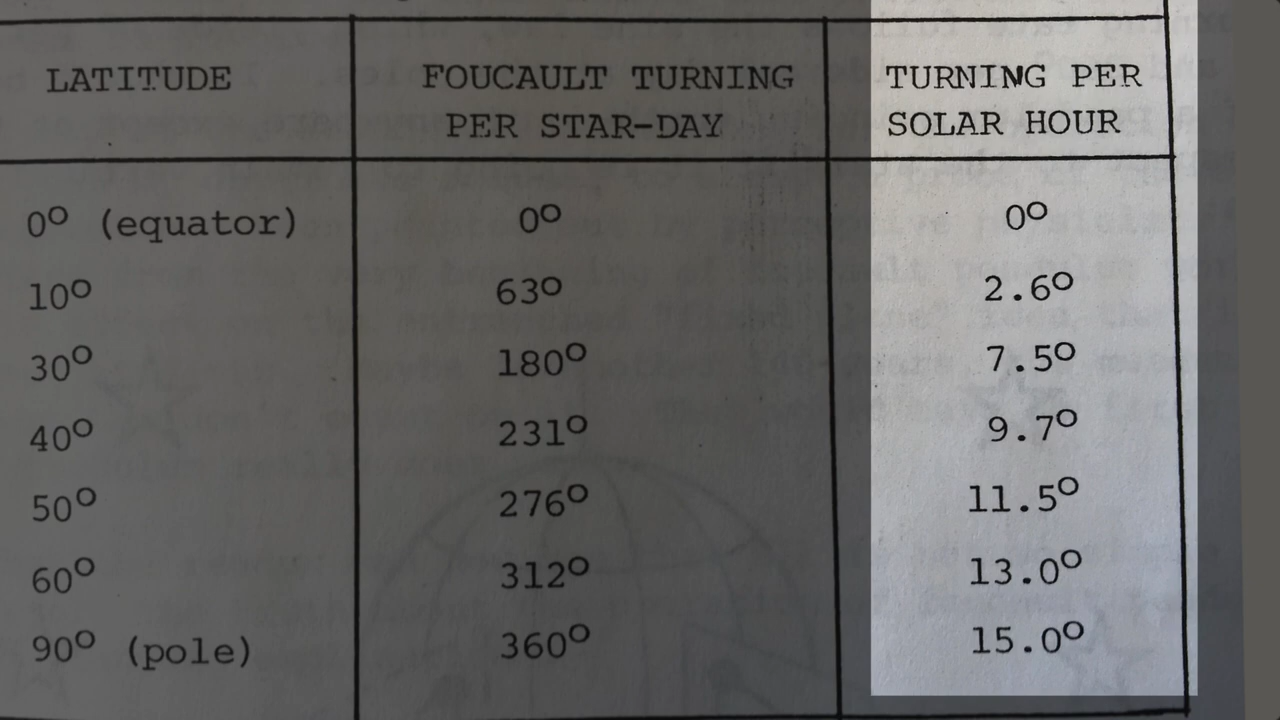 LATITUDE FOUCAULT TURNING PER STAR-DAY TURNING PER SOLAR HOUR
0° (equator) 0° 0°
10° 63° 2.6°
30° 180° 7.5°
40° 231° 9.7°
50° 276° 11.5°
60° 312° 13.0°
90° (pole) 360° 15.0°